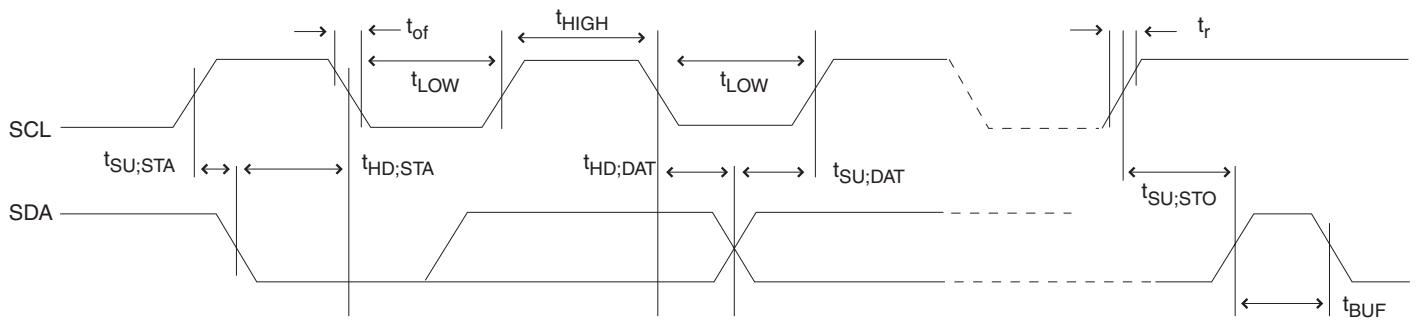 tof
tHIGH
tr
tLOW
tLOW
SCL
tSU;STA
tHD;STA
tHD;DAT
tSU;DAT
tSU;STO
SDA
tBUF